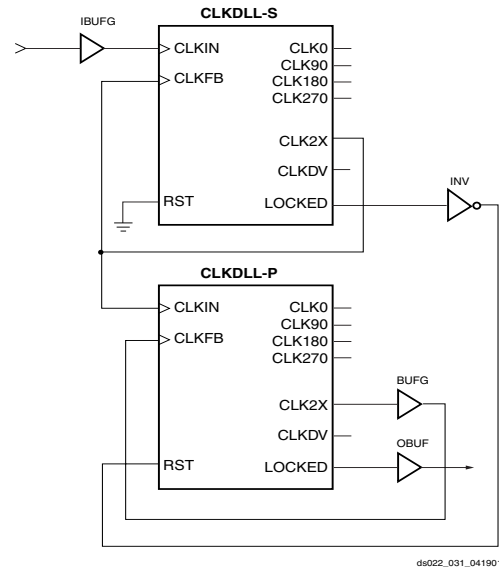 CLKDLL-S
IBUFG
CLKIN
CLKFB
RST
CLK0
CLK90
CLK180
CLK270
CLK2X
CLKDV
LOCKED
INV
CLKDLL-P
CLKIN
CLKFB
RST
CLK0
CLK90
CLK180
CLK270
CLK2X
CLKDV
LOCKED
BUFG
OBUF
ds022_031_041901